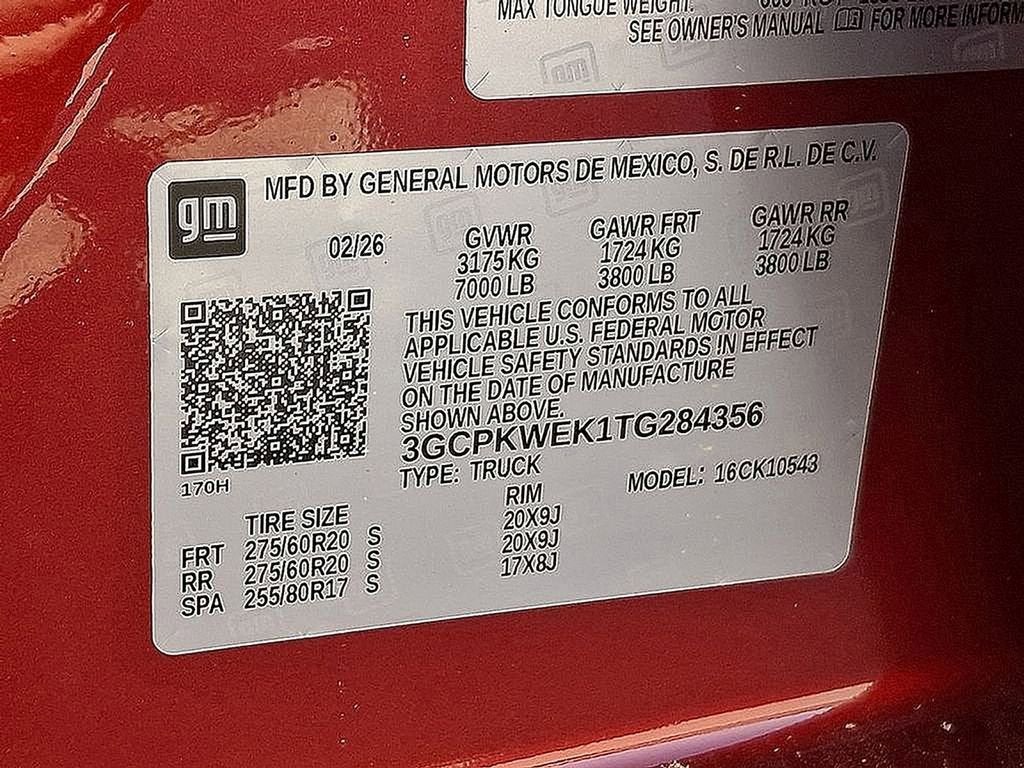 MAX TONGUE WEIGHT:
SEE OWNER'S MANUAL FOR MORE INFORM
gm
MFD BY GENERAL MOTORS DE MEXICO, S. DE R.L. DE C.V.
02/26 GVWR GAWR FRT GAWR RR
3175 KG 1724 KG 1724 KG
7000 LB 3800 LB 3800 LB
THIS VEHICLE CONFORMS TO ALL
APPLICABLE U.S. FEDERAL MOTOR
VEHICLE SAFETY STANDARDS IN EFFECT
ON THE DATE OF MANUFACTURE
SHOWN ABOVE.
3GCPKWEK1TG284356
170H
TYPE: TRUCK MODEL: 16CK10543
TIRE SIZE RIM
FRT 275/60R20 S 20X9J
RR 275/60R20 S 20X9J
SPA 255/80R17 S 17X8J